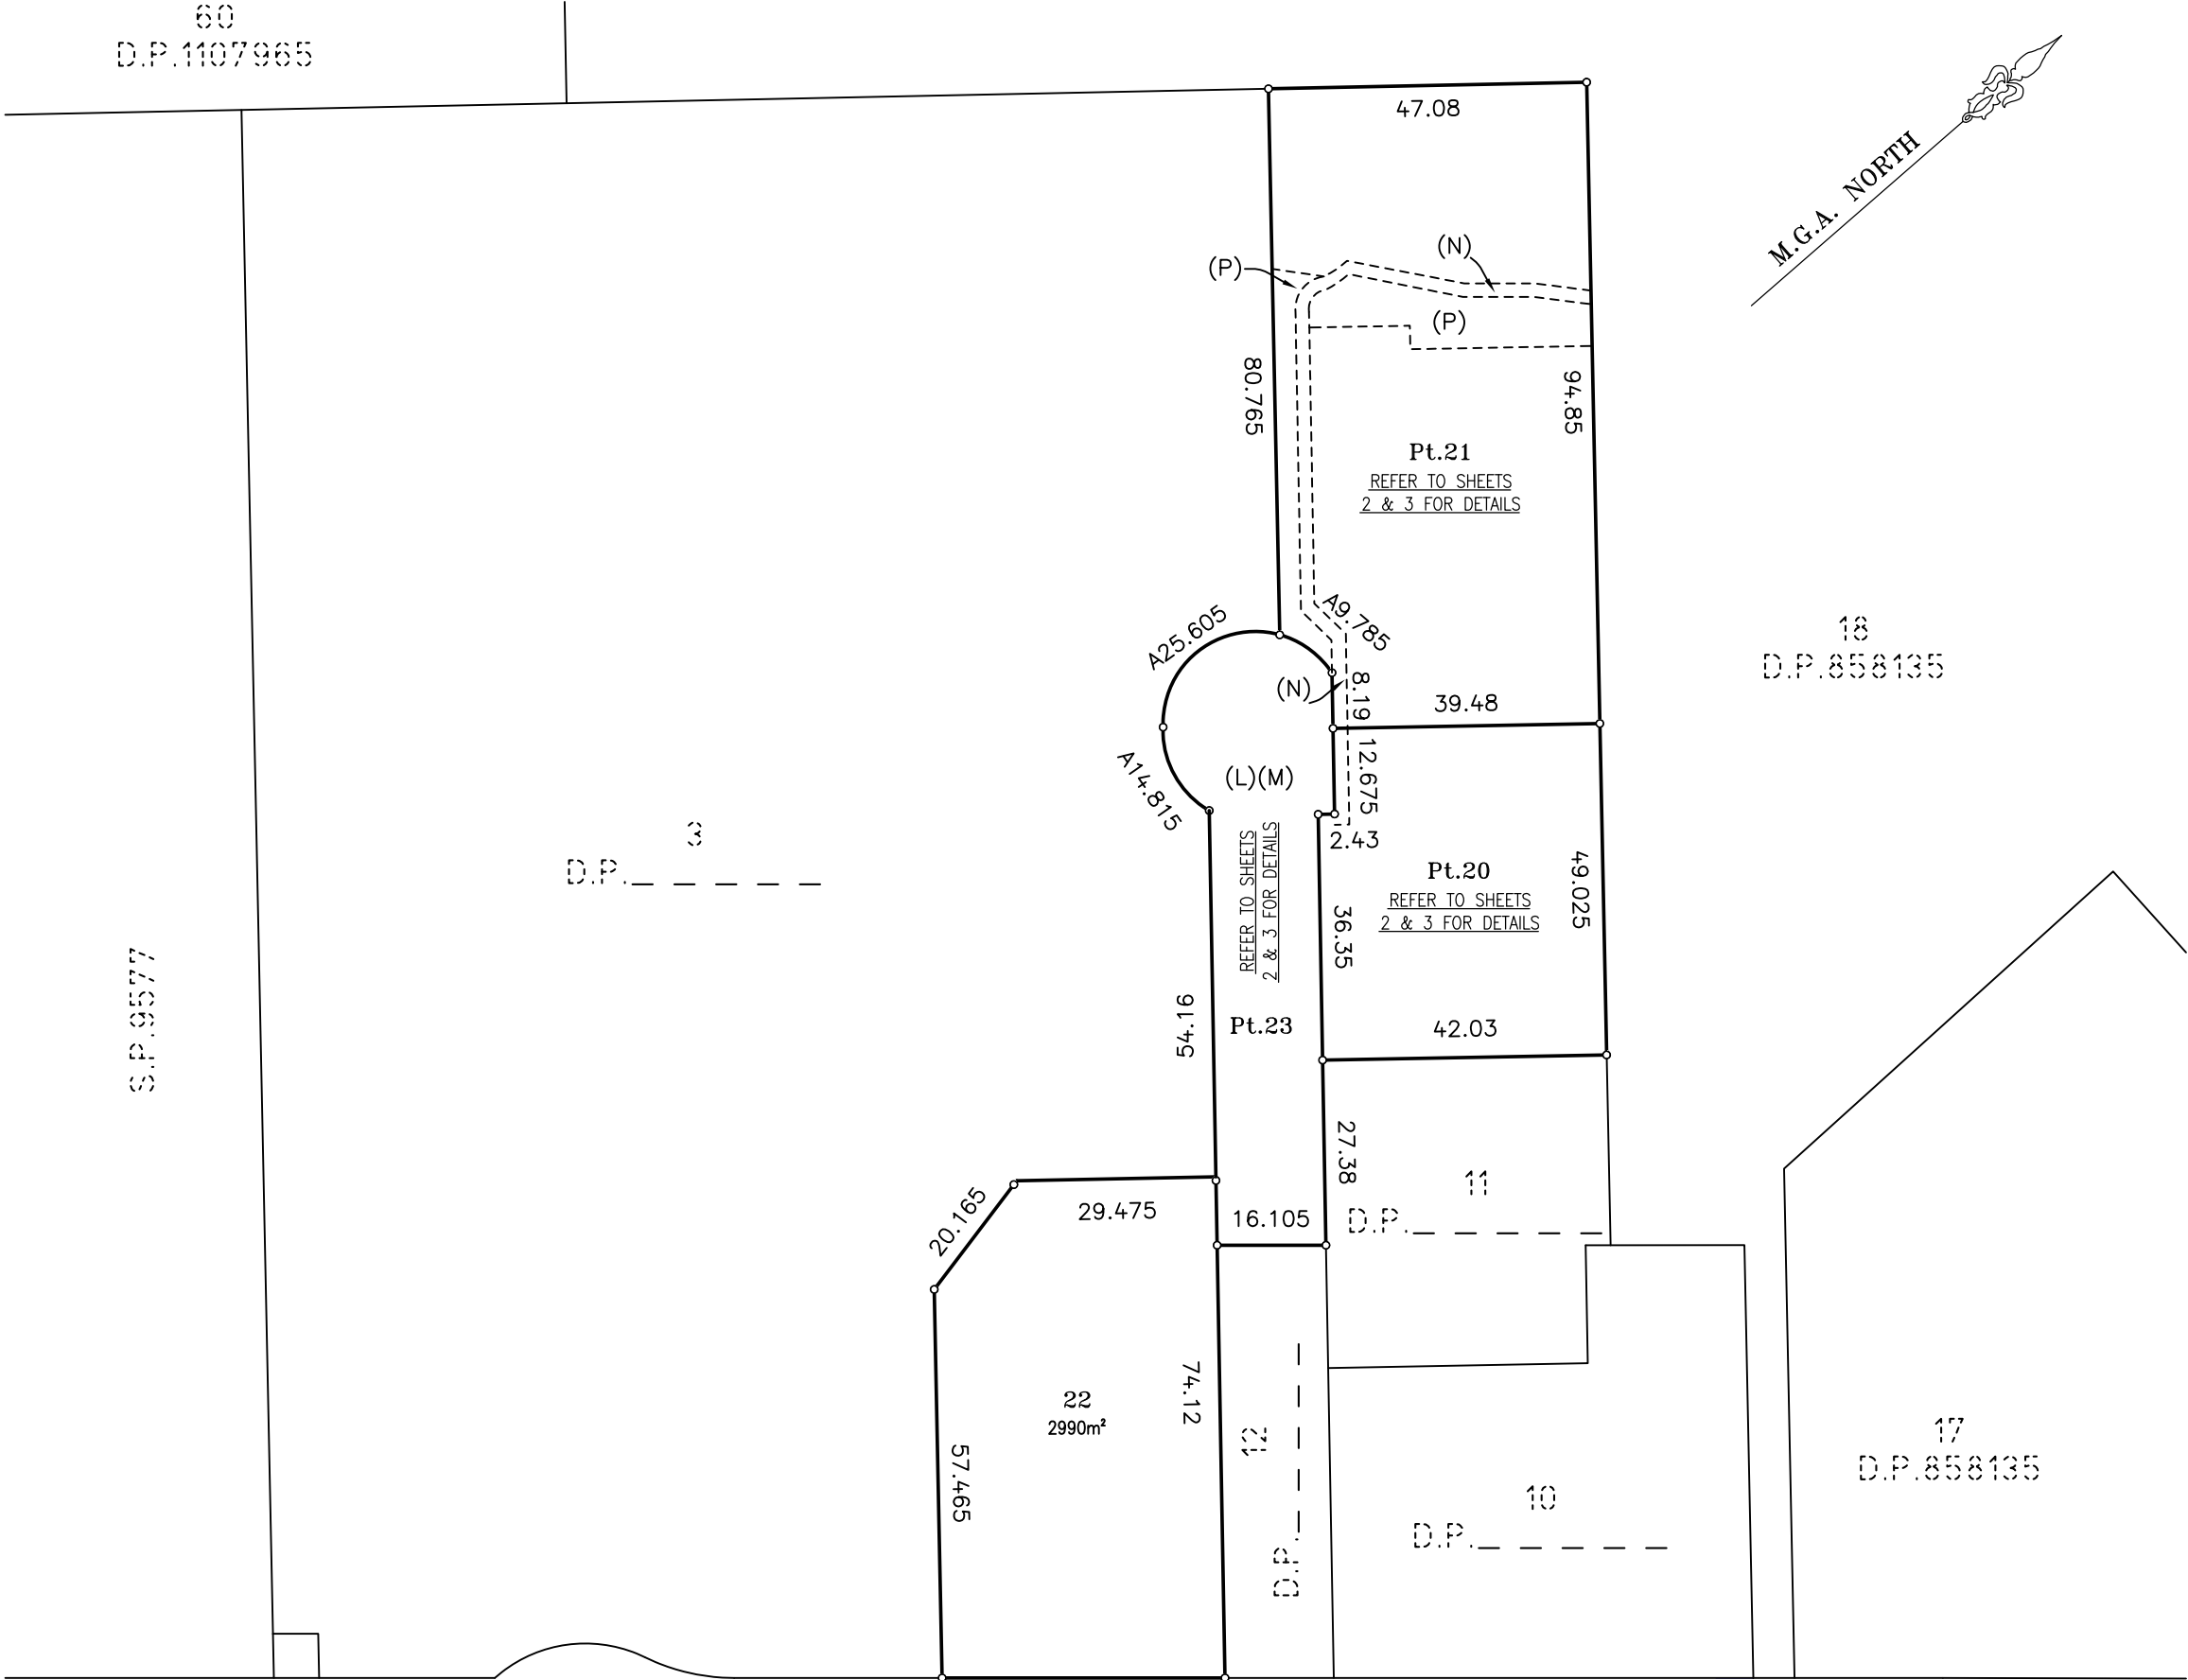 60
D.P.1107965
47.08
M.G.A. NORTH
(N)
(P)
(P)
80.765
94.85
Pt.21
REFER TO SHEETS
2 & 3 FOR DETAILS
A25.605
A9.785
18
D.P.858135
(N)
8.19
39.48
A14.815
(L)(M)
12.675
2.43
3
D.P._ _ _ _ _
REFER TO SHEETS
2 & 3 FOR DETAILS
Pt.20
REFER TO SHEETS
2 & 3 FOR DETAILS
49.025
36.35
S.P.9577
54.16
Pt.23
42.03
27.38
11
D.P._ _ _ _ _
20.165
29.475
16.105
22
2990m²
74.12
57.465
12
D.P._ _ _ _ _
10
D.P._ _ _ _ _
17
D.P.858135